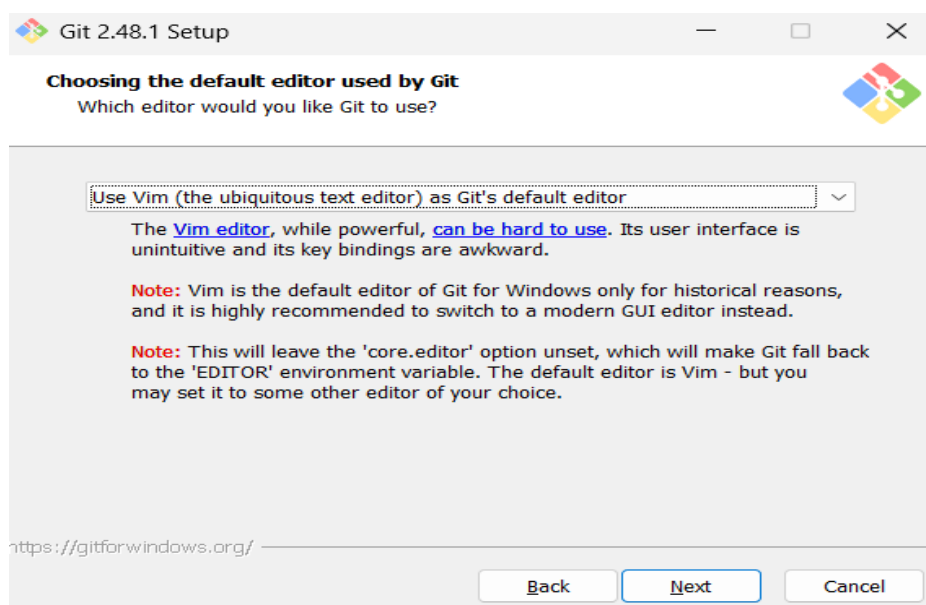 Git 2.48.1 Setup
Choosing the default editor used by Git
Which editor would you like Git to use?
Use Vim (the ubiquitous text editor) as Git's default editor
The Vim editor, while powerful, can be hard to use. Its user interface is
unintuitive and its key bindings are awkward.
Note: Vim is the default editor of Git for Windows only for historical reasons,
and it is highly recommended to switch to a modern GUI editor instead.
Note: This will leave the 'core.editor' option unset, which will make Git fall back
to the 'EDITOR' environment variable. The default editor is Vim - but you
may set it to some other editor of your choice.
https://gitforwindows.org/
Back Next Cancel